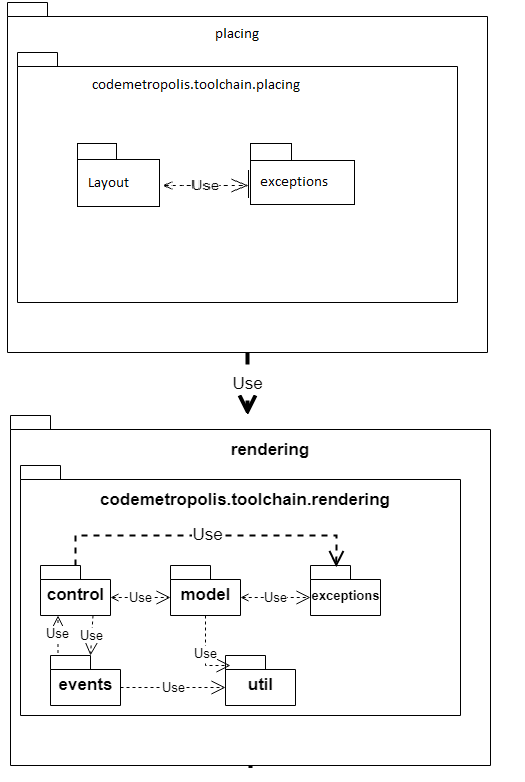 placing
codemetropolis.toolchain.placing
Layout
Use
exceptions
Use
rendering
codemetropolis.toolchain.rendering
Use
control
Use
model
Use
exceptions
Use
Use
Use
events
Use
util